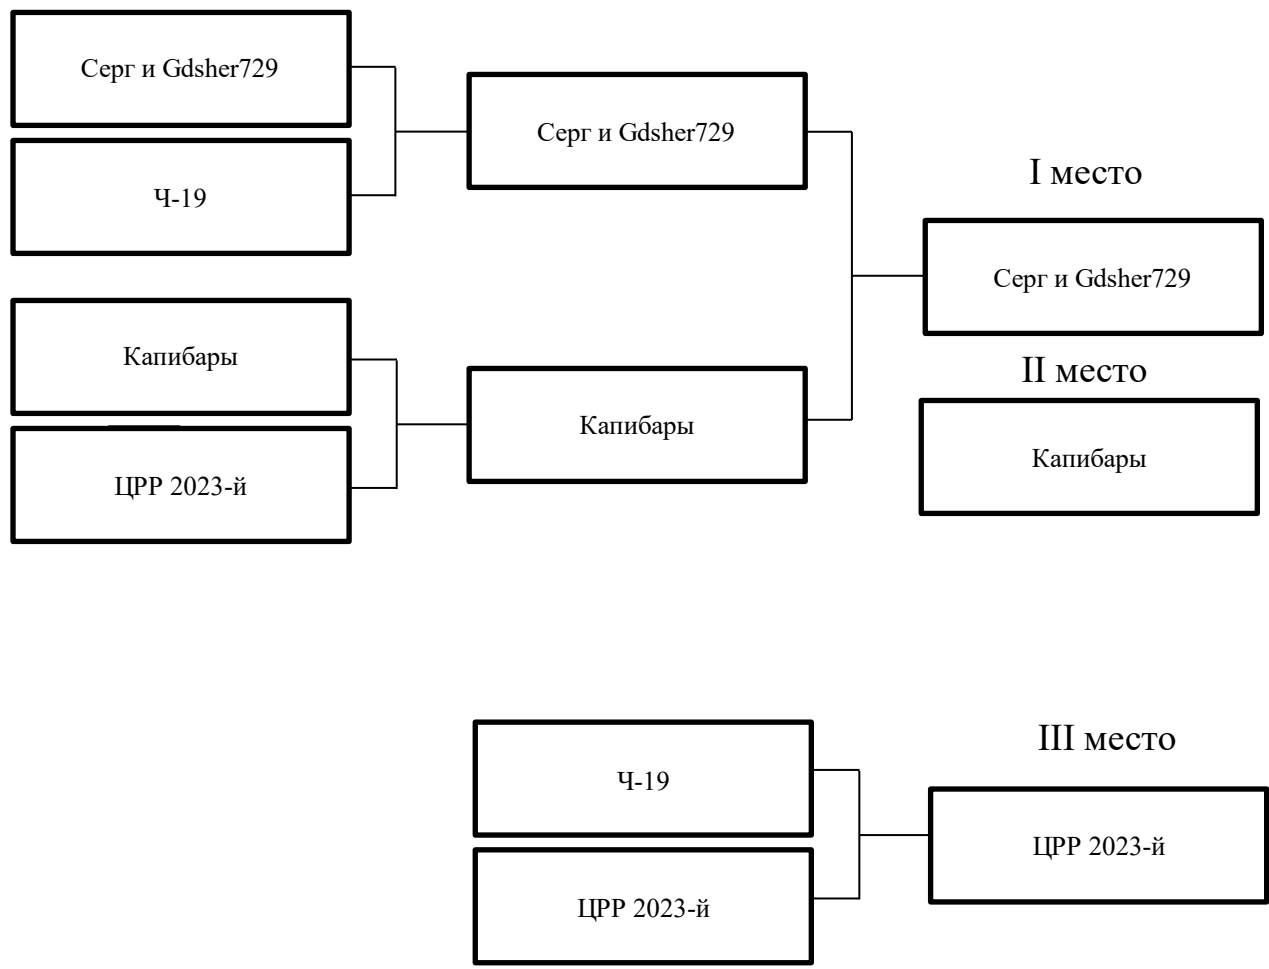 Серг и Gdsher729
Ч-19
Капибары
ЦРР 2023-й
Серг и Gdsher729
Капибары
I место
Серг и Gdsher729
II место
Капибары
Ч-19
ЦРР 2023-й
III место
ЦРР 2023-й